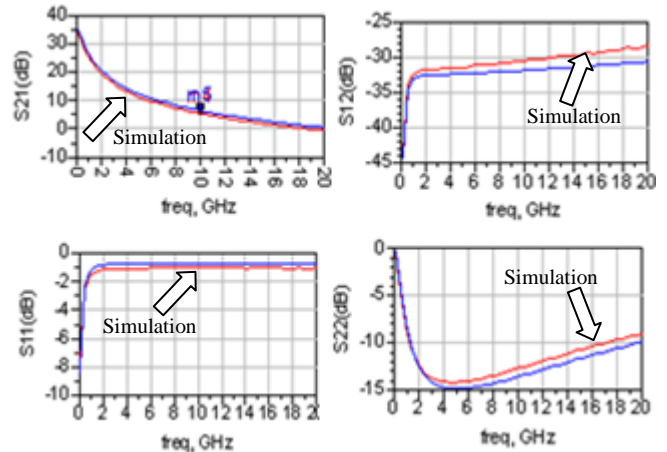 S21(dB)
40
30
20
10
0
-10
m5
Simulation
0 2 4 6 8 10 12 14 16 18 20
freq, GHz
S12(dB)
-25
-30
-35
-40
-45
Simulation
0 2 4 6 8 10 12 14 16 18 20
freq, GHz
S11(dB)
-0
-2
-4
-6
-8
-10
Simulation
0 2 4 6 8 10 12 14 16 18 20
freq, GHz
S22(dB)
0
-5
-10
-15
Simulation
0 2 4 6 8 10 12 14 16 18 20
freq, GHz